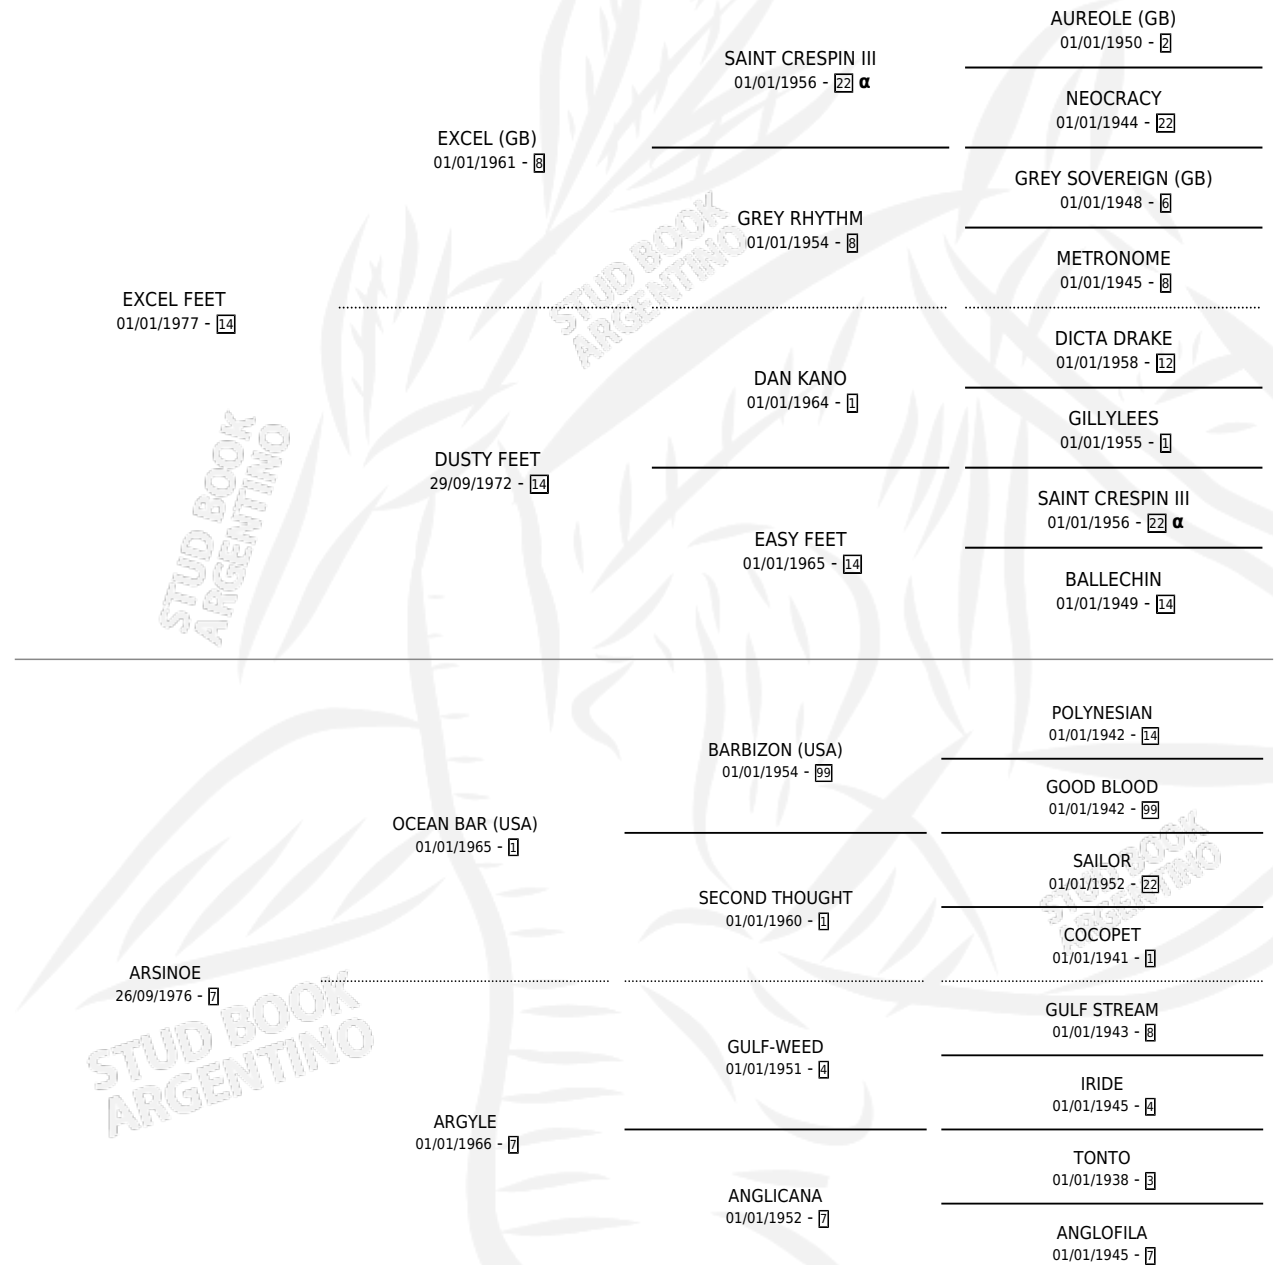 AUREOLE (GB)
01/01/1950 - 2
SAINT CRESPIN III
01/01/1956 - 22 α
NEOCRACY
01/01/1944 - 22
EXCEL (GB)
01/01/1961 - 8
GREY SOVEREIGN (GB)
01/01/1948 - 6
GREY RHYTHM
01/01/1954 - 8
METRONOME
01/01/1945 - 8
EXCEL FEET
01/01/1977 - 14
STUD BOOK
ARGENTINO
DICTA DRAKE
01/01/1958 - 12
DAN KANO
01/01/1964 - 1
GILLYLEES
01/01/1955 - 1
DUSTY FEET
29/09/1972 - 14
SAINT CRESPIN III
01/01/1956 - 22 α
EASY FEET
01/01/1965 - 14
BALLECHIN
01/01/1949 - 14
STUD BOOK
ARGENTINO
POLYNESIAN
01/01/1942 - 14
BARBIZON (USA)
01/01/1954 - 99
GOOD BLOOD
01/01/1942 - 99
OCEAN BAR (USA)
01/01/1965 - 1
SAILOR
01/01/1952 - 22
SECOND THOUGHT
01/01/1960 - 1
COCOPET
01/01/1941 - 1
STUD BOOK
ARGENTINO
ARSINOE
26/09/1976 - 7
GULF STREAM
01/01/1943 - 8
GULF-WEED
01/01/1951 - 4
IRIDE
01/01/1945 - 4
STUD BOOK
ARGENTINO
ARGYLE
01/01/1966 - 7
TONTO
01/01/1938 - 3
ANGLICANA
01/01/1952 - 7
ANGLOFILA
01/01/1945 - 7